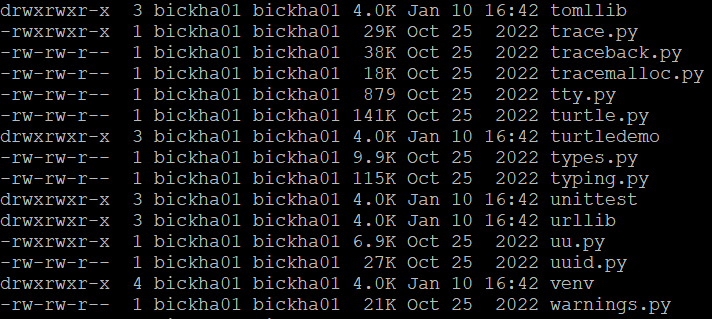 drwxrwxr-x  3 bickha01 bickha01 4.0K Jan 10 16:42 tomllib
-rwxrwxr-x  1 bickha01 bickha01  29K Oct 25  2022 trace.py
-rw-rw-r--  1 bickha01 bickha01  38K Oct 25  2022 traceback.py
-rw-rw-r--  1 bickha01 bickha01  18K Oct 25  2022 tracemalloc.py
-rw-rw-r--  1 bickha01 bickha01  879 Oct 25  2022 tty.py
-rw-rw-r--  1 bickha01 bickha01 141K Oct 25  2022 turtle.py
drwxrwxr-x  3 bickha01 bickha01 4.0K Jan 10 16:42 turtledemo
-rw-rw-r--  1 bickha01 bickha01 9.9K Oct 25  2022 types.py
-rw-rw-r--  1 bickha01 bickha01 115K Oct 25  2022 typing.py
drwxrwxr-x  3 bickha01 bickha01 4.0K Jan 10 16:42 unittest
drwxrwxr-x  3 bickha01 bickha01 4.0K Jan 10 16:42 urllib
-rwxrwxr-x  1 bickha01 bickha01 6.9K Oct 25  2022 uu.py
-rw-rw-r--  1 bickha01 bickha01  27K Oct 25  2022 uuid.py
drwxrwxr-x  4 bickha01 bickha01 4.0K Jan 10 16:42 venv
-rw-rw-r--  1 bickha01 bickha01  21K Oct 25  2022 warnings.py